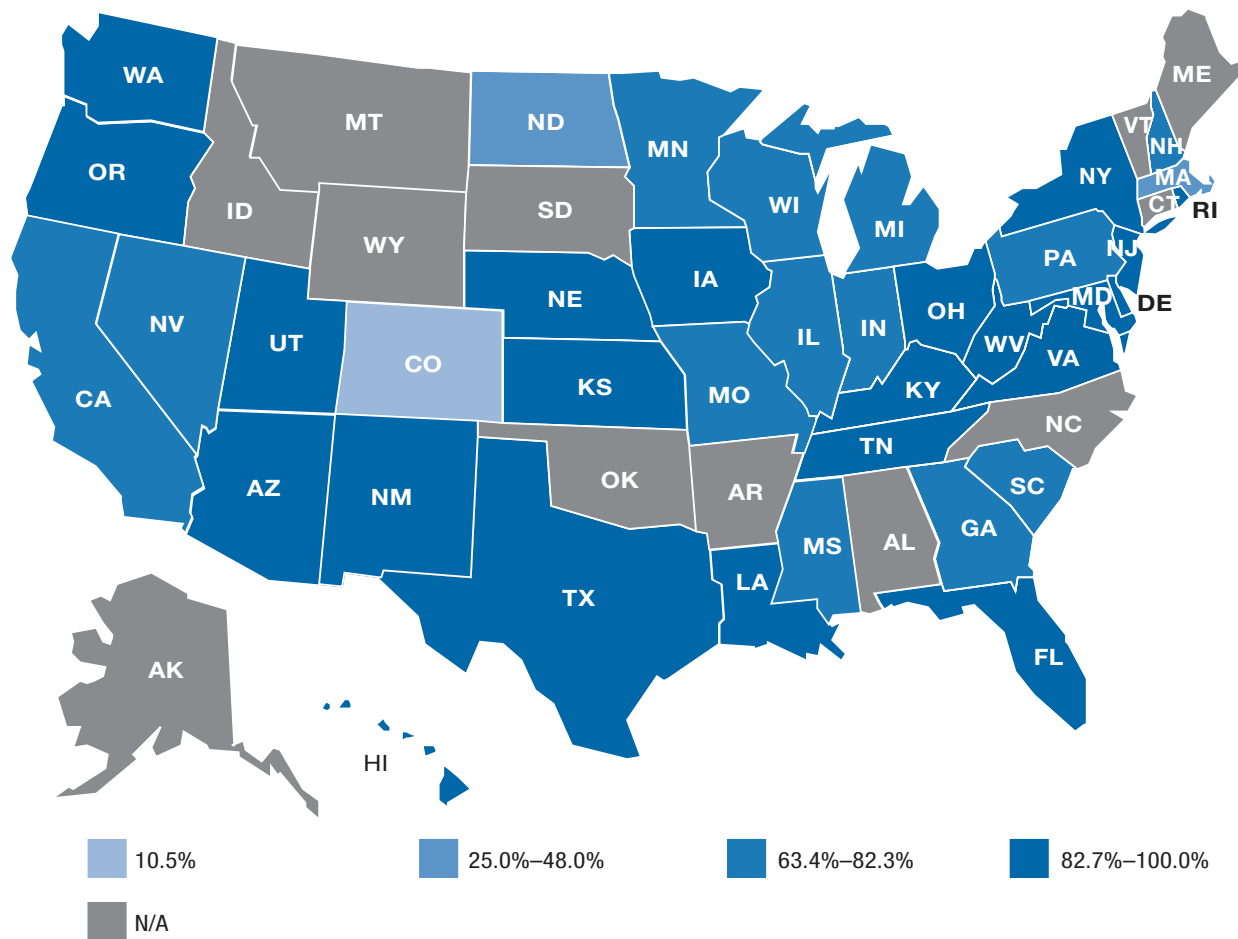 WA
MT
ND
MN
ME
VT
NH
OR
ID
SD
WI
MI
NY
MA
CT
RI
WY
NE
IA
PA
NJ
NV
UT
CO
KS
IL
IN
OH
MD
DE
WV
VA
CA
MO
KY
AZ
NM
OK
AR
TN
NC
SC
MS
AL
GA
TX
LA
FL
AK
HI
10.5%
25.0%–48.0%
63.4%–82.3%
82.7%–100.0%
N/A